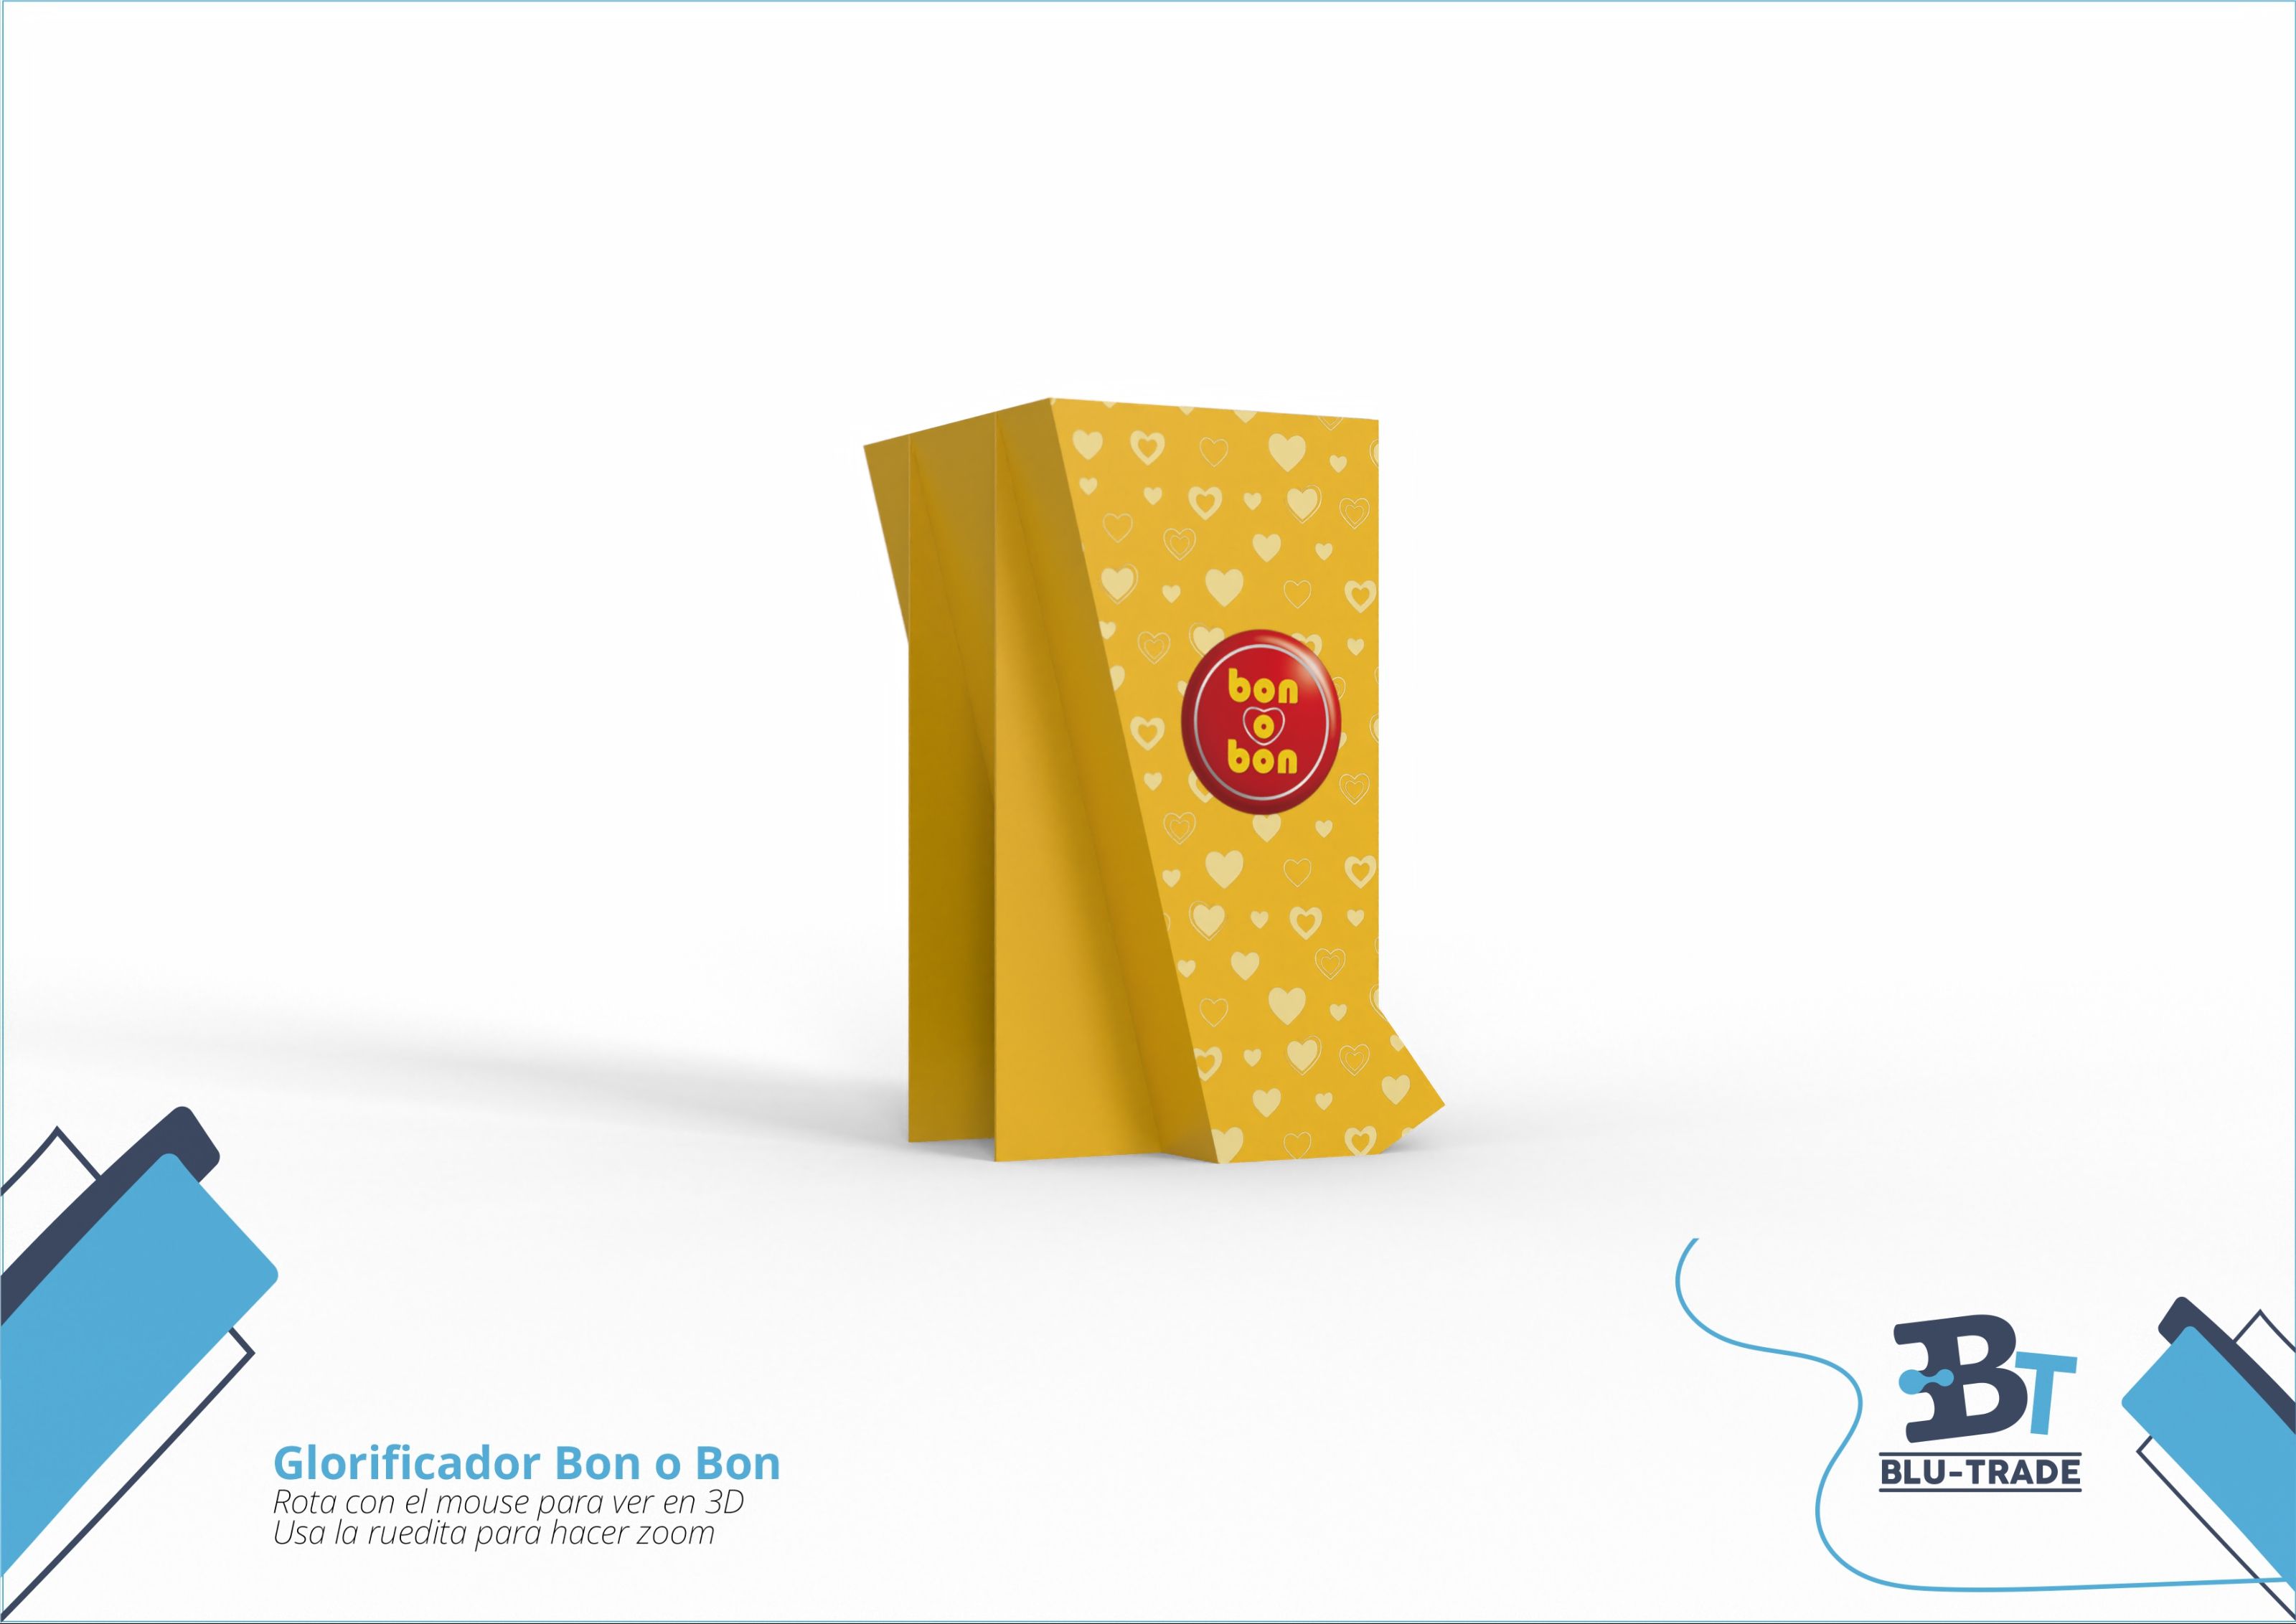 bon
o
bon
Glorificador Bon o Bon
Rota con el mouse para ver en 3D
Usa la ruedita para hacer zoom
BT
BLU-TRADE